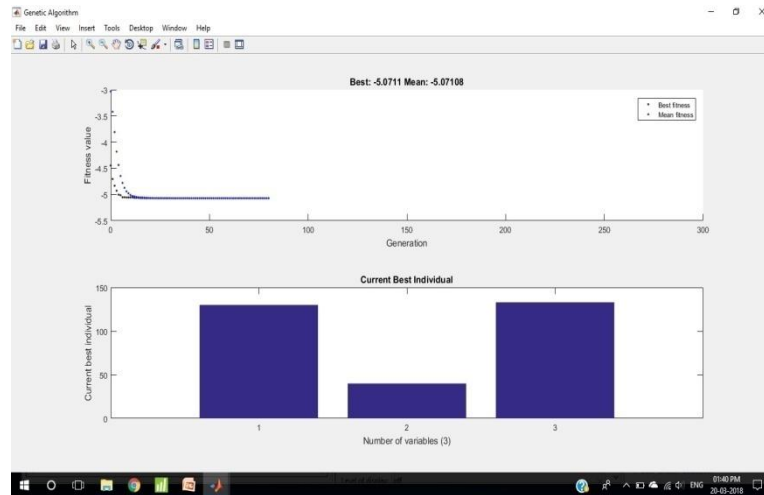 Genetic Algorithm
File Edit View Insert Tools Desktop Window Help
Best: -5.0711 Mean: -5.07108
Fitness value
-3
-3.5
-4
-4.5
-5
-5.5
Best fitness
Mean fitness
0 50 100 150 200 250 300
Generation
Current Best Individual
Current best individual
150
100
50
0
1 2 3
Number of variables (3)
ENG
01:40 PM
20-03-2018